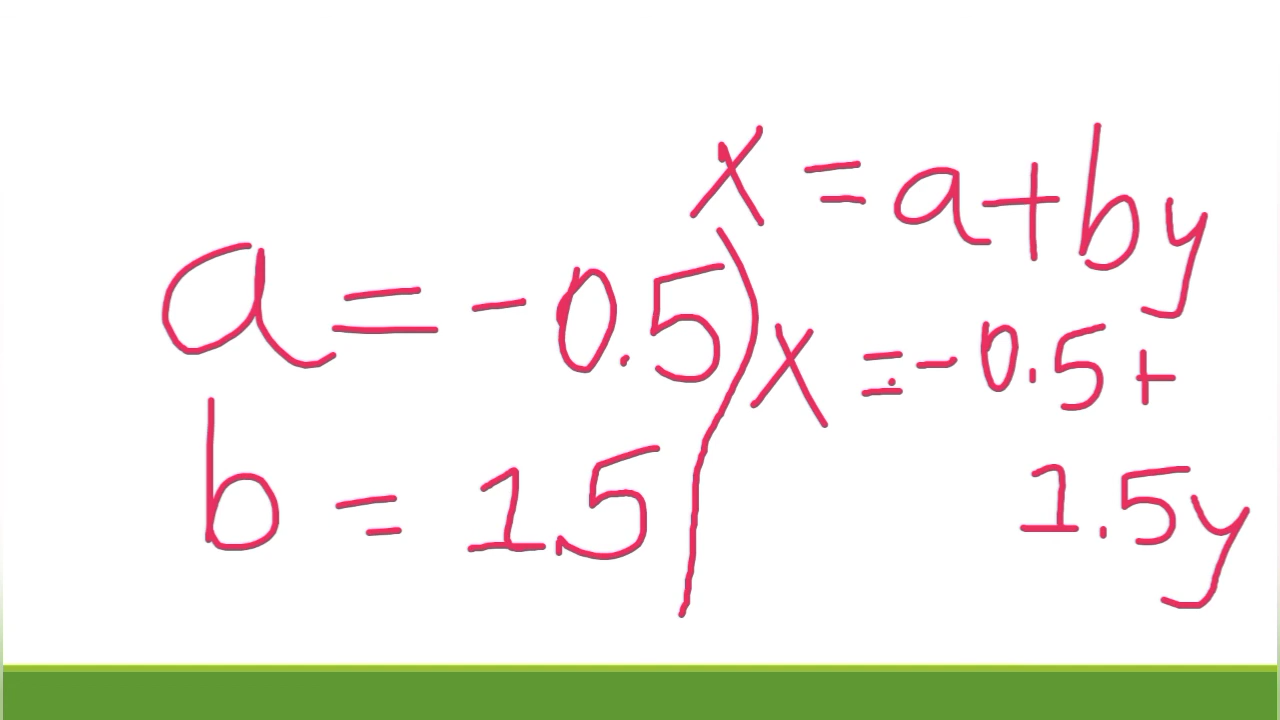 a = -0.5
b = 1.5
x = a+by
x = -0.5+
1.5y